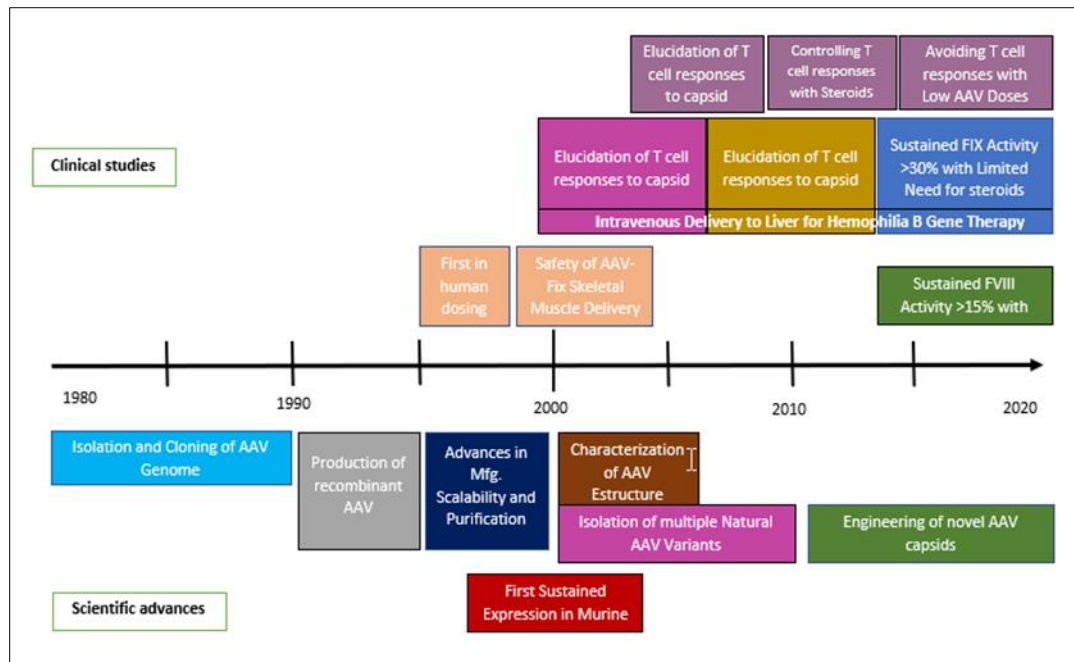 Elucidation of T
cell responses
to capsid
Controlling T
cell responses
with Steroids
Avoiding T cell
responses with
Low AAV Doses
Clinical studies
Elucidation of T cell
responses to capsid
Elucidation of T cell
responses to capsid
Sustained FIX Activity
>30% with Limited
Need for steroids
Intravenous Delivery to Liver for Hemophilia B Gene Therapy
First in
human
dosing
Safety of AAV-
Fix Skeletal
Muscle Delivery
Sustained FVIII
Activity >15% with
1980
1990
2000
2010
2020
Isolation and Cloning of AAV
Genome
Production of
recombinant
AAV
Advances in
Mfg.
Scalability and
Purification
Characterization
of AAV
Estructure
Isolation of multiple Natural
AAV Variants
Engineering of novel AAV
capsids
First Sustained
Expression in Murine
Scientific advances